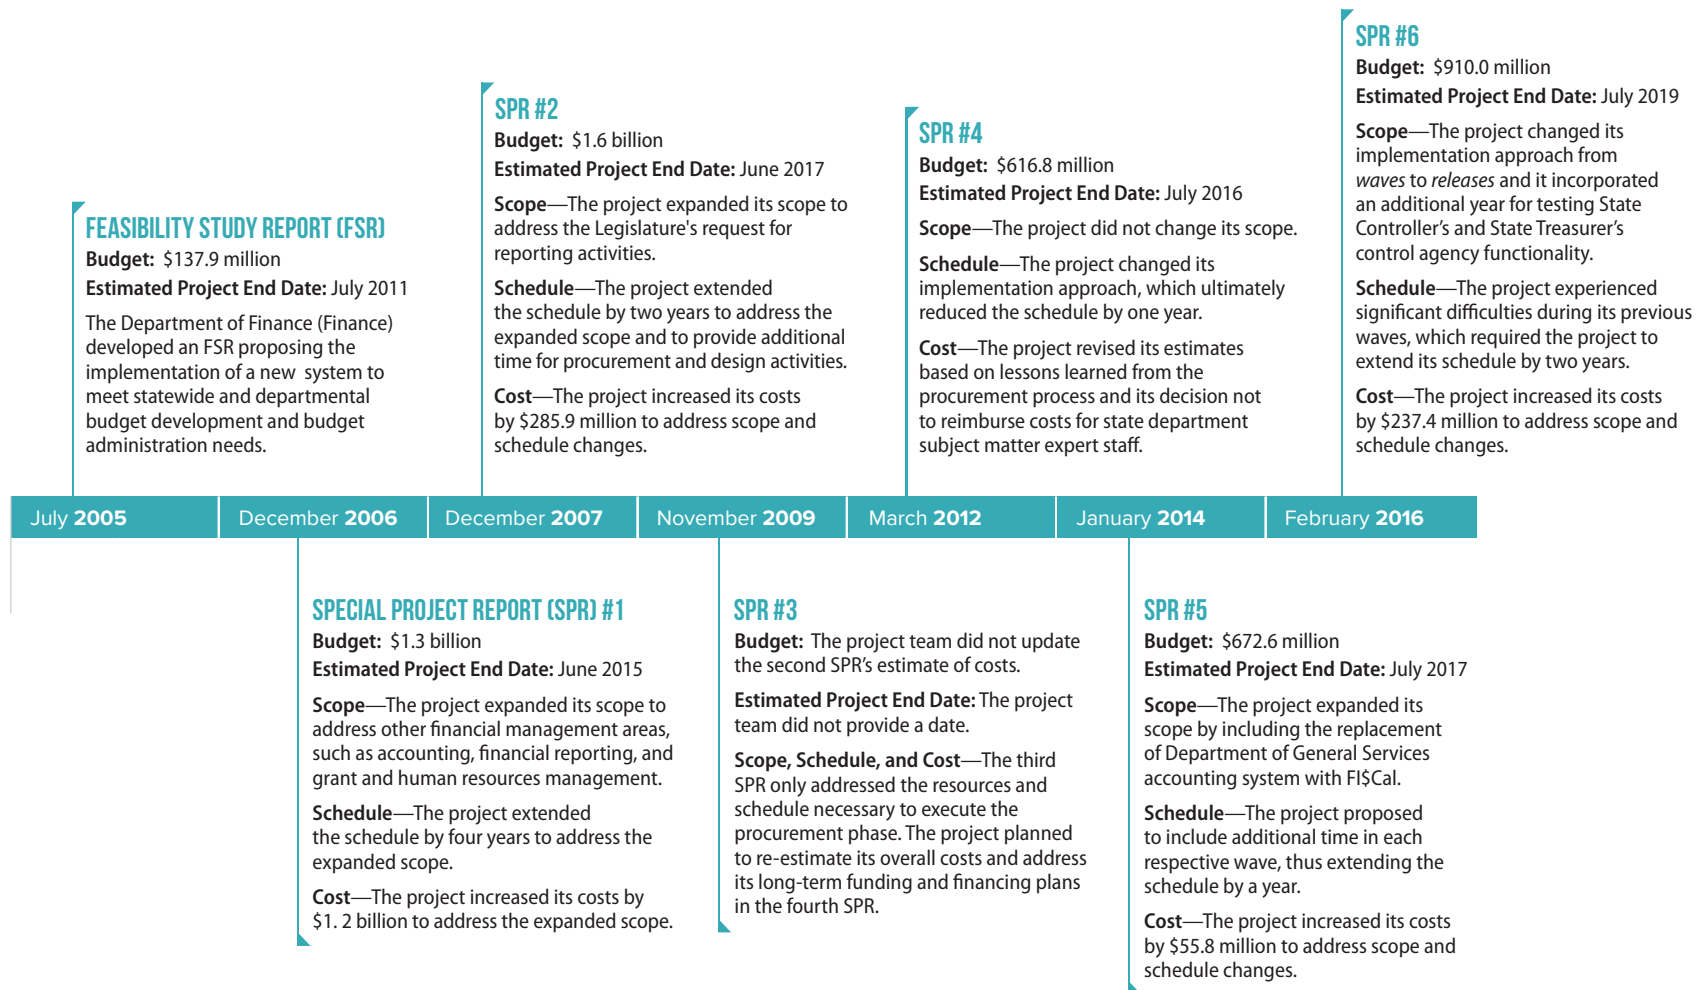 FEASIBILITY STUDY REPORT (FSR)
Budget: $137.9 million
Estimated Project End Date: July 2011
The Department of Finance (Finance)
developed an FSR proposing the
implementation of a new system to
meet statewide and departmental
budget development and budget
administration needs.
SPR #2
Budget: $1.6 billion
Estimated Project End Date: June 2017
Scope—The project expanded its scope to
address the Legislature's request for
reporting activities.
Schedule—The project extended
the schedule by two years to address the
expanded scope and to provide additional
time for procurement and design activities.
Cost—The project increased its costs
by $285.9 million to address scope and
schedule changes.
SPR #4
Budget: $616.8 million
Estimated Project End Date: July 2016
Scope—The project did not change its scope.
Schedule—The project changed its
implementation approach, which ultimately
reduced the schedule by one year.
Cost—The project revised its estimates
based on lessons learned from the
procurement process and its decision not
to reimburse costs for state department
subject matter expert staff.
SPR #6
Budget: $910.0 million
Estimated Project End Date: July 2019
Scope—The project changed its
implementation approach from
waves to releases and it incorporated
an additional year for testing State
Controller’s and State Treasurer’s
control agency functionality.
Schedule—The project experienced
significant difficulties during its previous
waves, which required the project to
extend its schedule by two years.
Cost—The project increased its costs
by $237.4 million to address scope and
schedule changes.
July 2005
December 2006
December 2007
November 2009
March 2012
January 2014
February 2016
SPECIAL PROJECT REPORT (SPR) #1
Budget: $1.3 billion
Estimated Project End Date: June 2015
Scope—The project expanded its scope to
address other financial management areas,
such as accounting, financial reporting, and
grant and human resources management.
Schedule—The project extended
the schedule by four years to address the
expanded scope.
Cost—The project increased its costs by
$1. 2 billion to address the expanded scope.
SPR #3
Budget: The project team did not update
the second SPR’s estimate of costs.
Estimated Project End Date: The project
team did not provide a date.
Scope, Schedule, and Cost—The third
SPR only addressed the resources and
schedule necessary to execute the
procurement phase. The project planned
to re-estimate its overall costs and address
its long-term funding and financing plans
in the fourth SPR.
SPR #5
Budget: $672.6 million
Estimated Project End Date: July 2017
Scope—The project expanded its
scope by including the replacement
of Department of General Services
accounting system with FI$Cal.
Schedule—The project proposed
to include additional time in each
respective wave, thus extending the
schedule by a year.
Cost—The project increased its costs
by $55.8 million to address scope and
schedule changes.